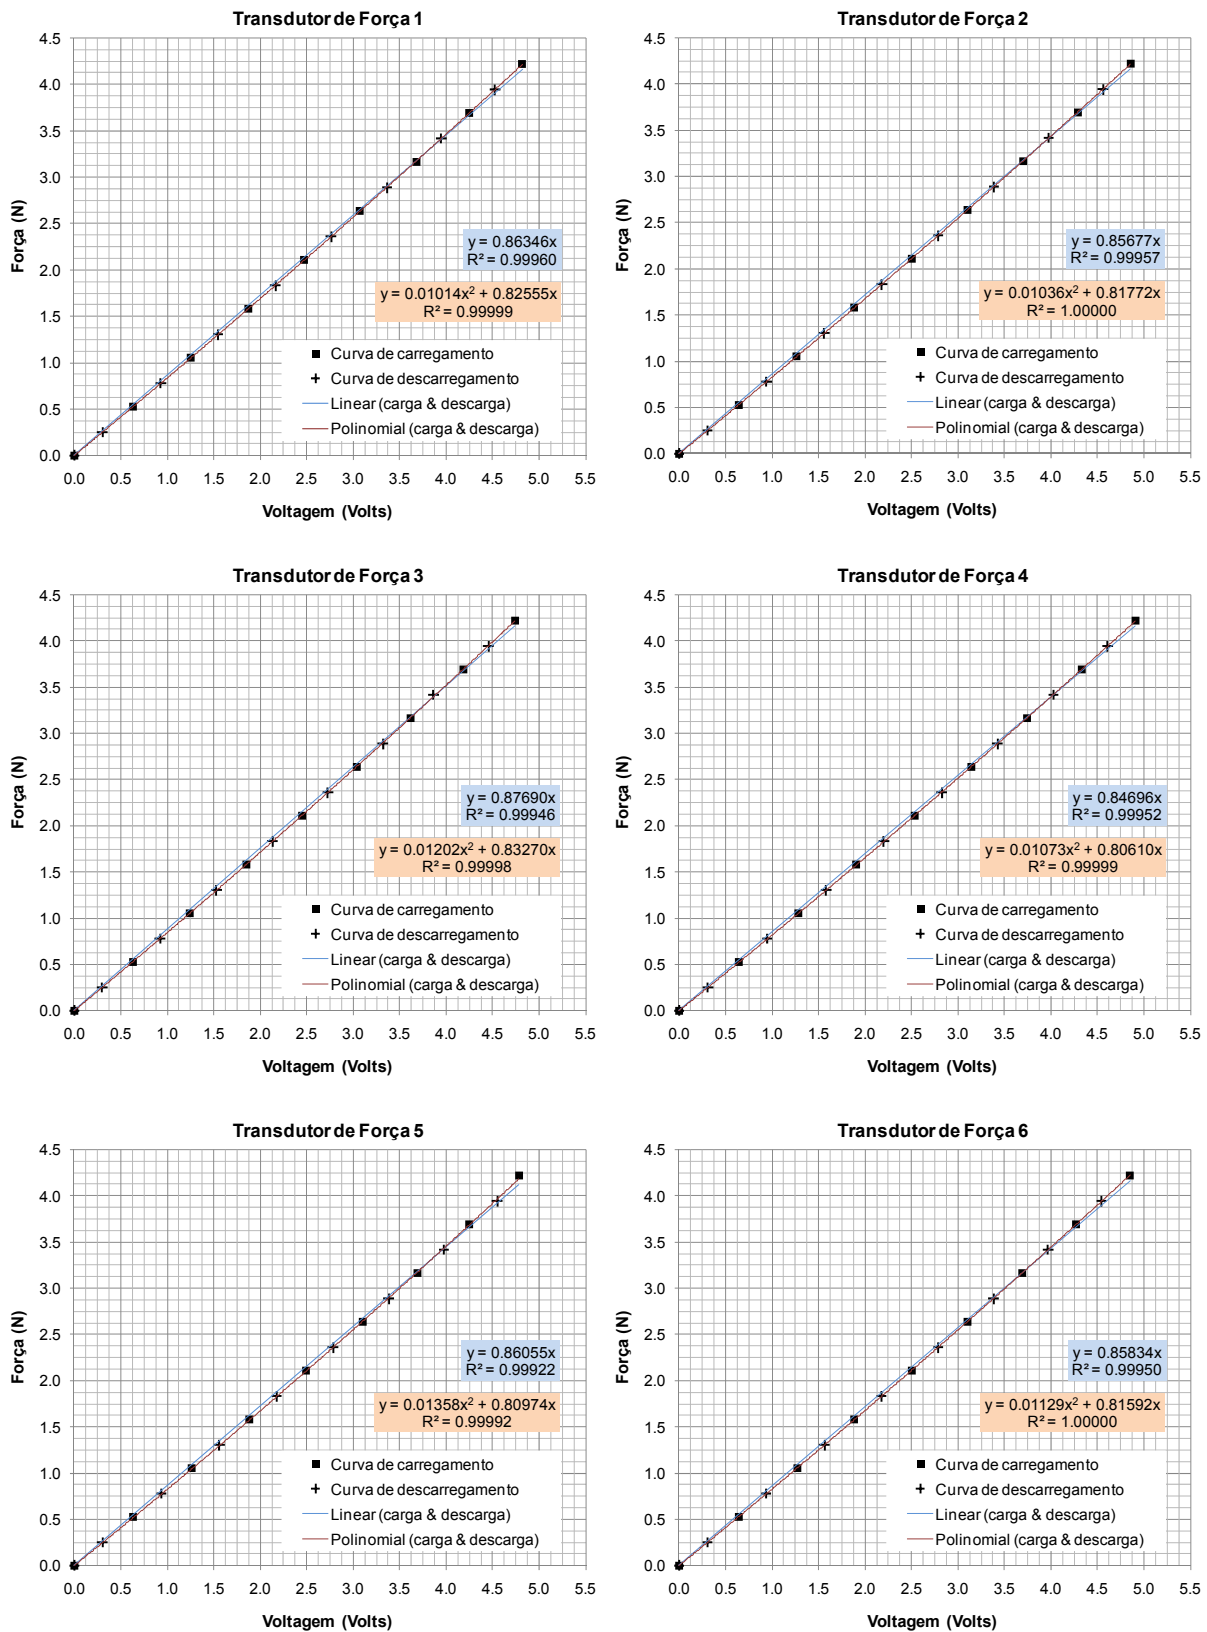 Transdutor de Força 1
4.5
4.0
3.5
3.0
2.5
2.0
1.5
1.0
0.5
0.0
Força (N)
y = 0.86346x
R² = 0.99960
y = 0.01014x² + 0.82555x
R² = 0.99999
Curva de carregamento
Curva de descarregamento
Linear (carga & descarga)
Polinomial (carga & descarga)
0.0 0.5 1.0 1.5 2.0 2.5 3.0 3.5 4.0 4.5 5.0 5.5
Voltagem (Volts)
Transdutor de Força 2
4.5
4.0
3.5
3.0
2.5
2.0
1.5
1.0
0.5
0.0
Força (N)
y = 0.85677x
R² = 0.99957
y = 0.01036x² + 0.81772x
R² = 1.00000
Curva de carregamento
Curva de descarregamento
Linear (carga & descarga)
Polinomial (carga & descarga)
0.0 0.5 1.0 1.5 2.0 2.5 3.0 3.5 4.0 4.5 5.0 5.5
Voltagem (Volts)
Transdutor de Força 3
4.5
4.0
3.5
3.0
2.5
2.0
1.5
1.0
0.5
0.0
Força (N)
y = 0.87690x
R² = 0.99946
y = 0.01202x² + 0.83270x
R² = 0.99998
Curva de carregamento
Curva de descarregamento
Linear (carga & descarga)
Polinomial (carga & descarga)
0.0 0.5 1.0 1.5 2.0 2.5 3.0 3.5 4.0 4.5 5.0 5.5
Voltagem (Volts)
Transdutor de Força 4
4.5
4.0
3.5
3.0
2.5
2.0
1.5
1.0
0.5
0.0
Força (N)
y = 0.84696x
R² = 0.99952
y = 0.01073x² + 0.80610x
R² = 0.99999
Curva de carregamento
Curva de descarregamento
Linear (carga & descarga)
Polinomial (carga & descarga)
0.0 0.5 1.0 1.5 2.0 2.5 3.0 3.5 4.0 4.5 5.0 5.5
Voltagem (Volts)
Transdutor de Força 5
4.5
4.0
3.5
3.0
2.5
2.0
1.5
1.0
0.5
0.0
Força (N)
y = 0.86055x
R² = 0.99922
y = 0.01358x² + 0.80974x
R² = 0.99992
Curva de carregamento
Curva de descarregamento
Linear (carga & descarga)
Polinomial (carga & descarga)
0.0 0.5 1.0 1.5 2.0 2.5 3.0 3.5 4.0 4.5 5.0 5.5
Voltagem (Volts)
Transdutor de Força 6
4.5
4.0
3.5
3.0
2.5
2.0
1.5
1.0
0.5
0.0
Força (N)
y = 0.85834x
R² = 0.99950
y = 0.01129x² + 0.81592x
R² = 1.00000
Curva de carregamento
Curva de descarregamento
Linear (carga & descarga)
Polinomial (carga & descarga)
0.0 0.5 1.0 1.5 2.0 2.5 3.0 3.5 4.0 4.5 5.0 5.5
Voltagem (Volts)